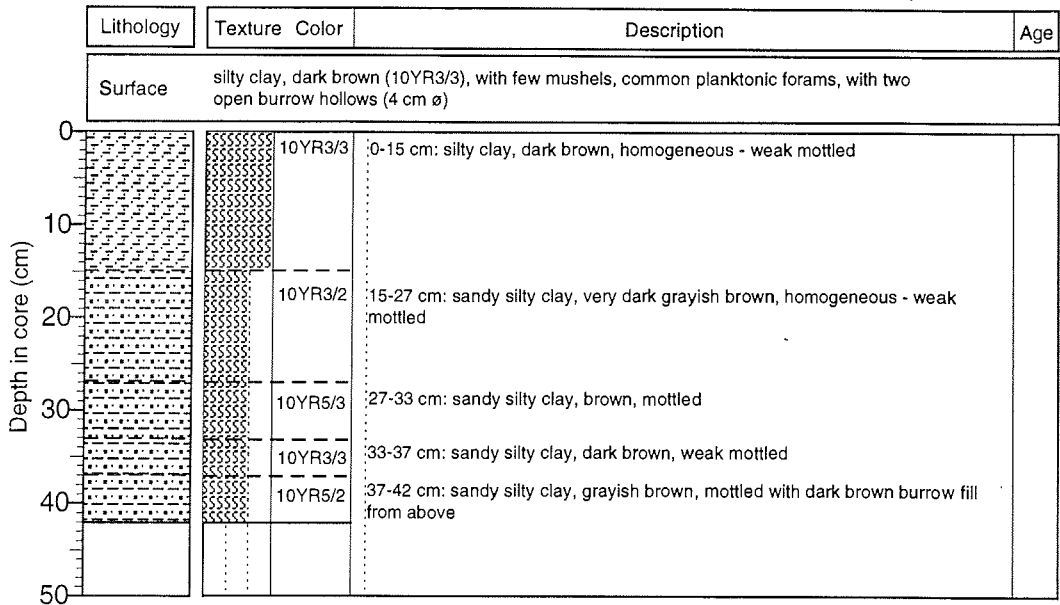 Lithology
Texture Color
Description
Age
Surface
silty clay, dark brown (10YR3/3), with few mushels, common planktonic forams, with two
open burrow hollows (4 cm ø)
Depth in core (cm)
0
10
20
30
40
50
10YR3/3
0-15 cm: silty clay, dark brown, homogeneous - weak mottled
10YR3/2
15-27 cm: sandy silty clay, very dark grayish brown, homogeneous - weak
mottled
10YR5/3
27-33 cm: sandy silty clay, brown, mottled
10YR3/3
33-37 cm: sandy silty clay, dark brown, weak mottled
10YR5/2
37-42 cm: sandy silty clay, grayish brown, mottled with dark brown burrow fill
from above